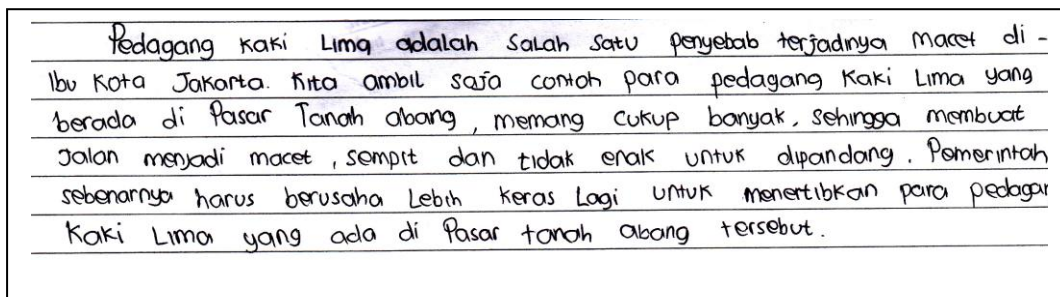 Pedagang kaki Lima adalah salah satu penyebab terjadinya macet di-
Ibu Kota Jakarta. Kita ambil saja contoh para pedagang kaki Lima yang
berada di Pasar Tanah abang, memang cukup banyak, sehingga membuat
Jalan menjadi macet, sempit dan tidak enak untuk dipandang. Pemerintah
sebenarnya harus berusaha Lebih keras Lagi untuk menertibkan para pedagan
Kaki Lima yang ada di Pasar tanah abang tersebut.